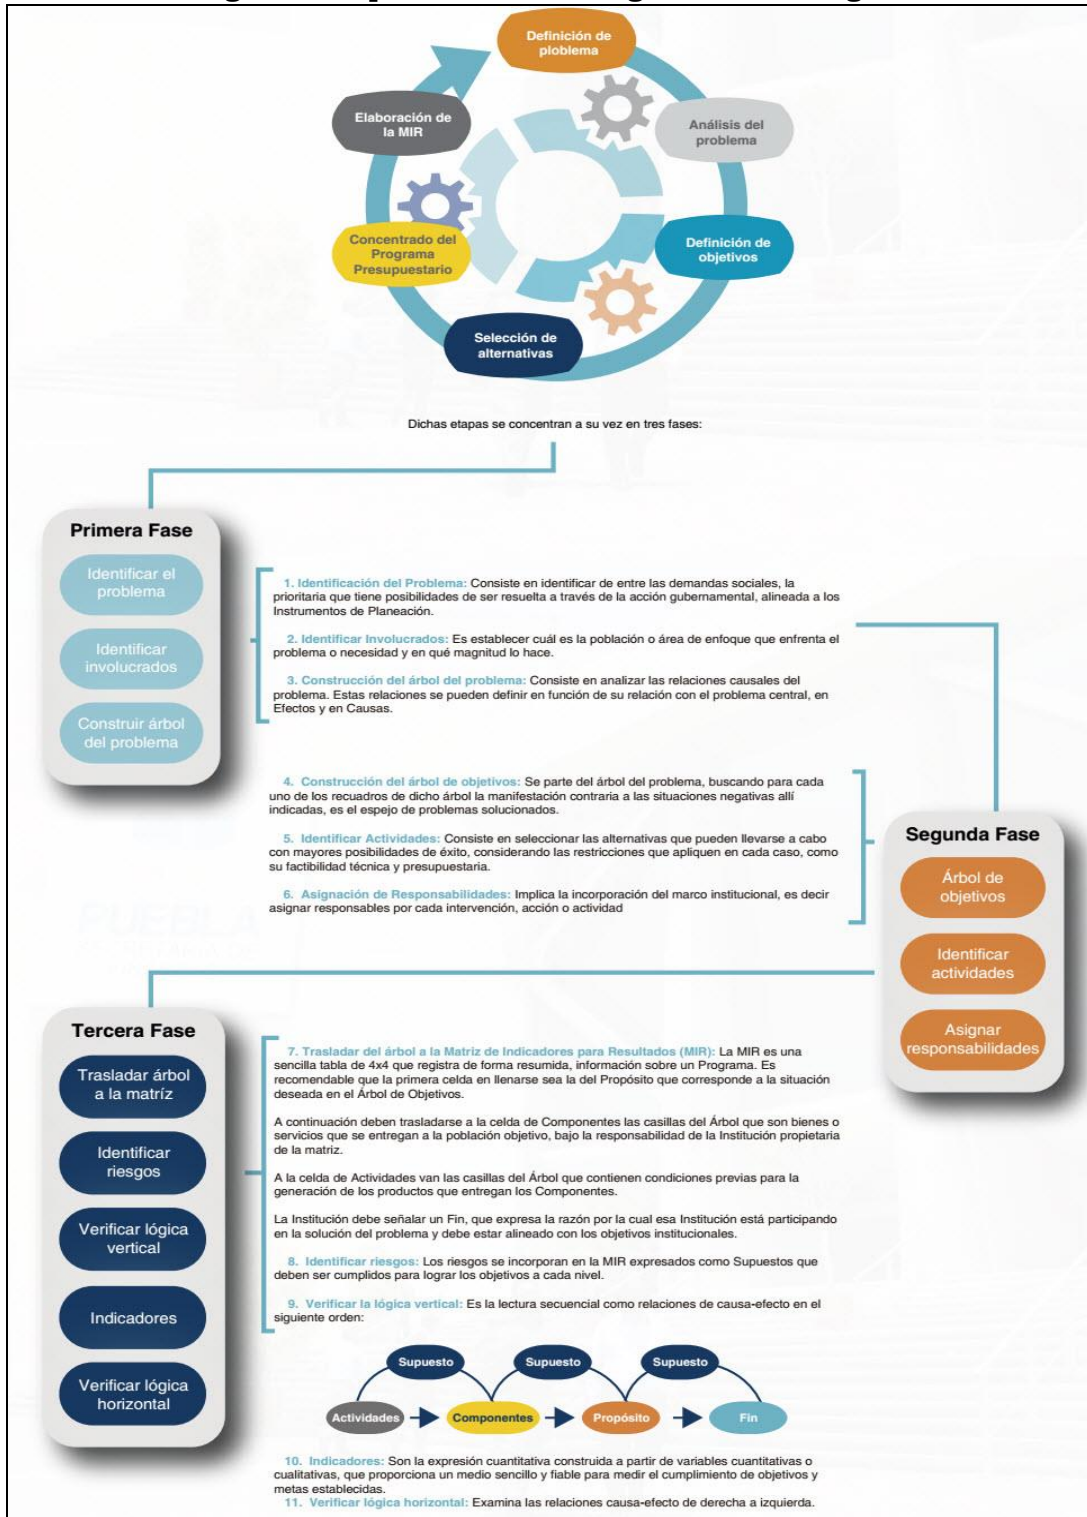 Definición de
ploblema
Análisis del
problema
Definición de
objetivos
Selección de
alternativas
Concentrado del
Programa
Presupuestario
Elaboración de
la MIR
Dichas etapas se concentran a su vez en tres fases:
Primera Fase
Identificar el
problema
Identificar
involucrados
Construir árbol
del problema
1. Identificación del Problema: Consiste en identificar de entre las demandas sociales, la
prioritaria que tiene posibilidades de ser resuelta a través de la acción gubernamental, alineada a los
Instrumentos de Planeación.
2. Identificar Involucrados: Es establecer cuál es la población o área de enfoque que enfrenta el
problema o necesidad y en qué magnitud lo hace.
3. Construcción del árbol del problema: Consiste en analizar las relaciones causales del
problema. Estas relaciones se pueden definir en función de su relación con el problema central, en
Efectos y en Causas.
4. Construcción del árbol de objetivos: Se parte del árbol del problema, buscando para cada
uno de los recuadros de dicho árbol la manifestación contraria a las situaciones negativas allí
indicadas, es el espejo de problemas solucionados.
5. Identificar Actividades: Consiste en seleccionar las alternativas que pueden llevarse a cabo
con mayores posibilidades de éxito, considerando las restricciones que apliquen en cada caso, como
su factibilidad técnica y presupuestaria.
6. Asignación de Responsabilidades: Implica la incorporación del marco institucional, es decir
asignar responsables por cada intervención, acción o actividad
Segunda Fase
Árbol de
objetivos
Identificar
actividades
Asignar
responsabilidades
PUEBLA
Tercera Fase
Trasladar árbol
a la matríz
Identificar
riesgos
Verificar lógica
vertical
Indicadores
Verificar lógica
horizontal
7. Trasladar del árbol a la Matriz de Indicadores para Resultados (MIR): La MIR es una
sencilla tabla de 4x4 que registra de forma resumida, información sobre un Programa. Es
recomendable que la primera celda en llenarse sea la del Propósito que corresponde a la situación
deseada en el Árbol de Objetivos.
A continuación deben trasladarse a la celda de Componentes las casillas del Árbol que son bienes o
servicios que se entregan a la población objetivo, bajo la responsabilidad de la Institución propietaria
de la matriz.
A la celda de Actividades van las casillas del Árbol que contienen condiciones previas para la
generación de los productos que entregan los Componentes.
La Institución debe señalar un Fin, que expresa la razón por la cual esa Institución está participando
en la solución del problema y debe estar alineado con los objetivos institucionales.
8. Identificar riesgos: Los riesgos se incorporan en la MIR expresados como Supuestos que
deben ser cumplidos para lograr los objetivos a cada nivel.
9. Verificar la lógica vertical: Es la lectura secuencial como relaciones de causa-efecto en el
siguiente orden:
Supuesto Supuesto Supuesto
Actividades Componentes Propósito Fin
10. Indicadores: Son la expresión cuantitativa construida a partir de variables cuantitativas o
cualitativas, que proporciona un medio sencillo y fiable para medir el cumplimiento de objetivos y
metas establecidas.
11. Verificar lógica horizontal: Examina las relaciones causa-efecto de derecha a izquierda.